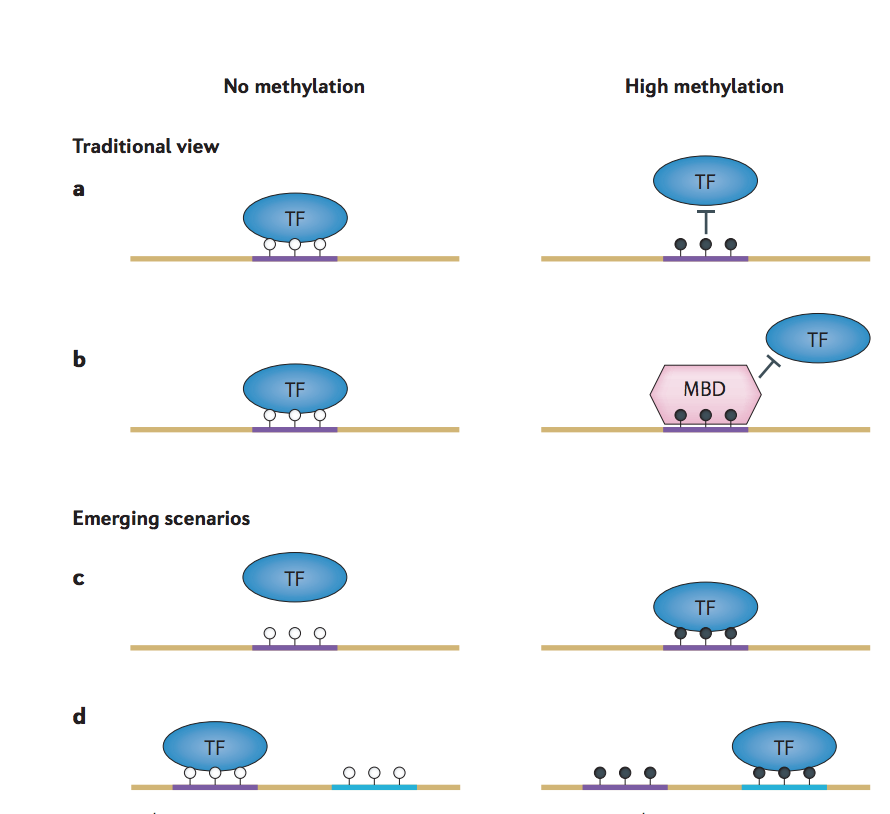 No methylation
High methylation
Traditional view
a
TF
TF
b
TF
MBD
TF
Emerging scenarios
c
TF
TF
d
TF
TF